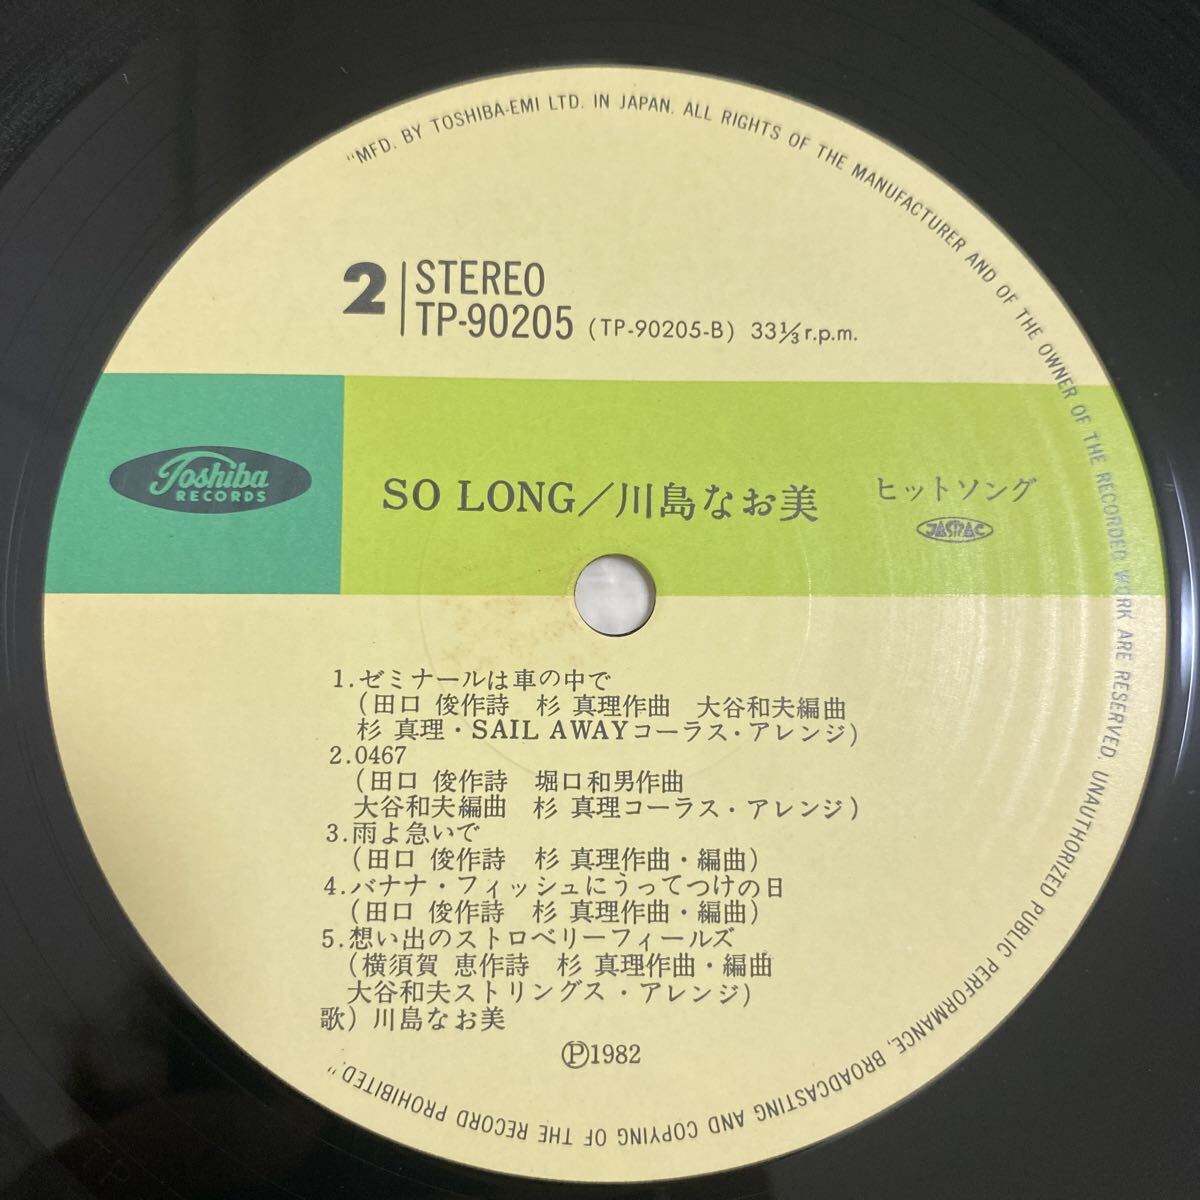 "MFD. BY TOSHIBA-EMI LTD. IN JAPAN. ALL RIGHTS OF THE MANUFACTURER AND OF THE OWNER OF THE RECORDED WORK ARE RESERVED. UNAUTHORIZED PUBLIC PERFORMANCE, BROADCASTING AND COPYING OF THE RECORD PROHIBITED."
2 STEREO
TP-90205 (TP-90205-B) 33⅓ r.p.m.
Toshiba
RECORDS
SO LONG／川島なお美
ヒットソング
JASRAC
1.ゼミナールは車の中で
(田口 俊作詩 杉 真理作曲 大谷和夫編曲
杉 真理・SAIL AWAYコーラス・アレンジ)
2.0467
(田口 俊作詩 堀口和男作曲
大谷和夫編曲 杉 真理コーラス・アレンジ)
3.雨よ急いで
(田口 俊作詩 杉 真理作曲・編曲)
4.バナナ・フィッシュにうってつけの日
(田口 俊作詩 杉 真理作曲・編曲)
5.想い出のストロベリーフィールズ
(横須賀 恵作詩 杉 真理作曲・編曲
大谷和夫ストリングス・アレンジ)
歌) 川島なお美
Ⓟ1982